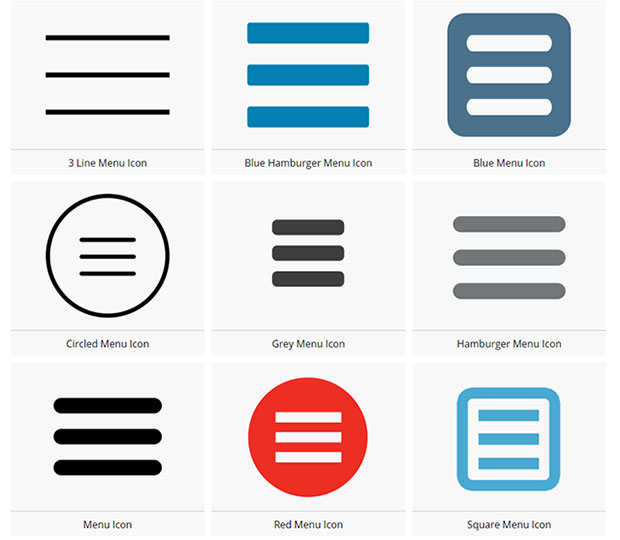 3 Line Menu Icon
Blue Hamburger Menu Icon
Blue Menu Icon
Circled Menu Icon
Grey Menu Icon
Hamburger Menu Icon
Menu Icon
Red Menu Icon
Square Menu Icon